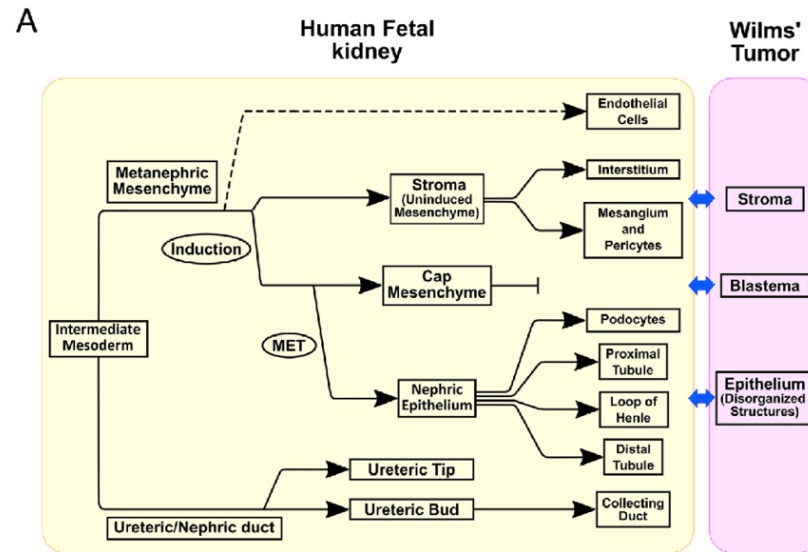 A
Human Fetal
kidney
Wilms'
Tumor
Endothelial
Cells
Metanephric
Mesenchyme
Stroma
(Uninduced
Mesenchyme)
Interstitium
Mesangium
and
Pericytes
Stroma
Induction
Cap
Mesenchyme
Blastema
Intermediate
Mesoderm
MET
Podocytes
Proximal
Tubule
Nephric
Epithelium
Loop of
Henle
Distal
Tubule
Epithelium
(Disorganized
Structures)
Ureteric Tip
Ureteric Bud
Collecting
Duct
Ureteric/Nephric duct